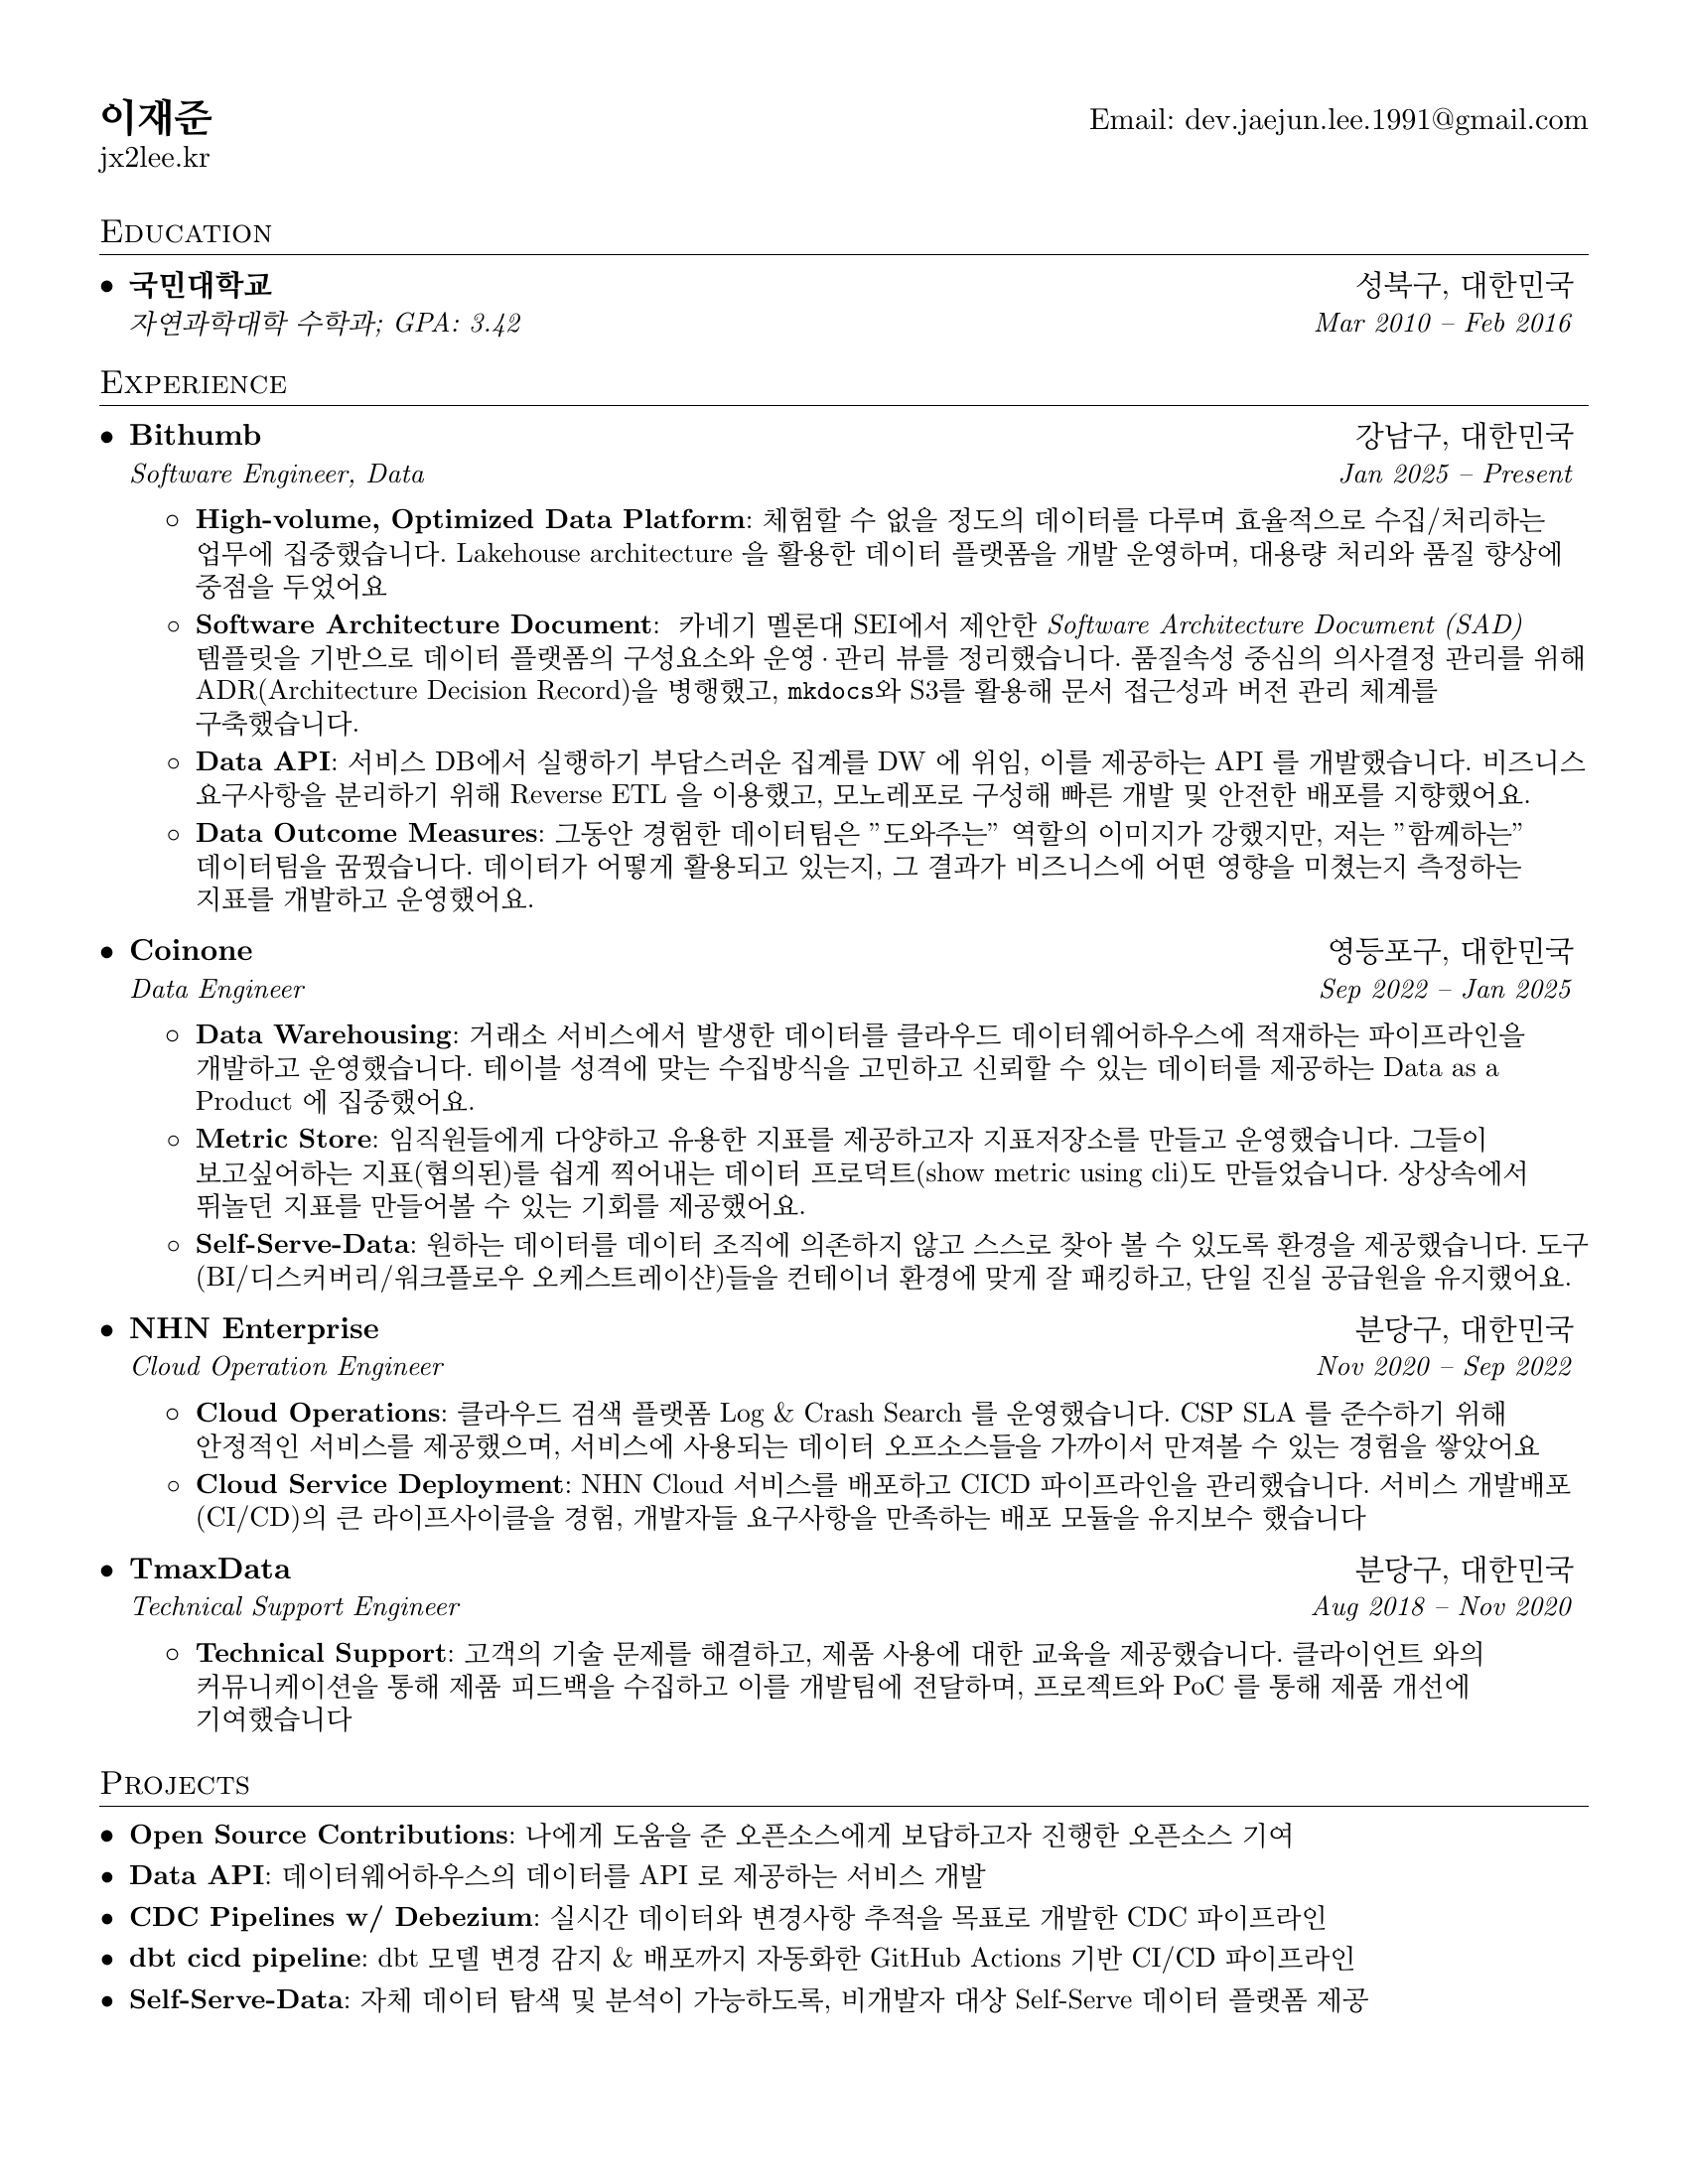 이재준
Email: dev.jaejun.lee.1991@gmail.com
jx2lee.kr
Education
• 국민대학교 성북구, 대한민국
자연과학대학 수학과; GPA: 3.42 Mar 2010 – Feb 2016
Experience
• Bithumb 강남구, 대한민국
Software Engineer, Data Jan 2025 – Present
○ High-volume, Optimized Data Platform: 체험할 수 없을 정도의 데이터를 다루며 효율적으로 수집/처리하는
업무에 집중했습니다. Lakehouse architecture 을 활용한 데이터 플랫폼을 개발 운영하며, 대용량 처리와 품질 향상에
중점을 두었어요
○ Software Architecture Document: 카네기 멜론대 SEI에서 제안한 Software Architecture Document (SAD)
템플릿을 기반으로 데이터 플랫폼의 구성요소와 운영·관리 뷰를 정리했습니다. 품질속성 중심의 의사결정 관리를 위해
ADR(Architecture Decision Record)을 병행했고, mkdocs와 S3를 활용해 문서 접근성과 버전 관리 체계를
구축했습니다.
○ Data API: 서비스 DB에서 실행하기 부담스러운 집계를 DW 에 위임, 이를 제공하는 API 를 개발했습니다. 비즈니스
요구사항을 분리하기 위해 Reverse ETL 을 이용했고, 모노레포로 구성해 빠른 개발 및 안전한 배포를 지향했어요.
○ Data Outcome Measures: 그동안 경험한 데이터팀은 ”도와주는” 역할의 이미지가 강했지만, 저는 ”함께하는”
데이터팀을 꿈꿨습니다. 데이터가 어떻게 활용되고 있는지, 그 결과가 비즈니스에 어떤 영향을 미쳤는지 측정하는
지표를 개발하고 운영했어요.
• Coinone 영등포구, 대한민국
Data Engineer Sep 2022 – Jan 2025
○ Data Warehousing: 거래소 서비스에서 발생한 데이터를 클라우드 데이터웨어하우스에 적재하는 파이프라인을
개발하고 운영했습니다. 테이블 성격에 맞는 수집방식을 고민하고 신뢰할 수 있는 데이터를 제공하는 Data as a
Product 에 집중했어요.
○ Metric Store: 임직원들에게 다양하고 유용한 지표를 제공하고자 지표저장소를 만들고 운영했습니다. 그들이
보고싶어하는 지표(협의된)를 쉽게 찍어내는 데이터 프로덕트(show metric using cli)도 만들었습니다. 상상속에서
뛰놀던 지표를 만들어볼 수 있는 기회를 제공했어요.
○ Self-Serve-Data: 원하는 데이터를 데이터 조직에 의존하지 않고 스스로 찾아 볼 수 있도록 환경을 제공했습니다. 도구
(BI/디스커버리/워크플로우 오케스트레이샨)들을 컨테이너 환경에 맞게 잘 패킹하고, 단일 진실 공급원을 유지했어요.
• NHN Enterprise 분당구, 대한민국
Cloud Operation Engineer Nov 2020 – Sep 2022
○ Cloud Operations: 클라우드 검색 플랫폼 Log & Crash Search 를 운영했습니다. CSP SLA 를 준수하기 위해
안정적인 서비스를 제공했으며, 서비스에 사용되는 데이터 오프소스들을 가까이서 만져볼 수 있는 경험을 쌓았어요
○ Cloud Service Deployment: NHN Cloud 서비스를 배포하고 CICD 파이프라인을 관리했습니다. 서비스 개발배포
(CI/CD)의 큰 라이프사이클을 경험, 개발자들 요구사항을 만족하는 배포 모듈을 유지보수 했습니다
• TmaxData 분당구, 대한민국
Technical Support Engineer Aug 2018 – Nov 2020
○ Technical Support: 고객의 기술 문제를 해결하고, 제품 사용에 대한 교육을 제공했습니다. 클라이언트 와의
커뮤니케이션을 통해 제품 피드백을 수집하고 이를 개발팀에 전달하며, 프로젝트와 PoC 를 통해 제품 개선에
기여했습니다
Projects
• Open Source Contributions: 나에게 도움을 준 오픈소스에게 보답하고자 진행한 오픈소스 기여
• Data API: 데이터웨어하우스의 데이터를 API 로 제공하는 서비스 개발
• CDC Pipelines w/ Debezium: 실시간 데이터와 변경사항 추적을 목표로 개발한 CDC 파이프라인
• dbt cicd pipeline: dbt 모델 변경 감지 & 배포까지 자동화한 GitHub Actions 기반 CI/CD 파이프라인
• Self-Serve-Data: 자체 데이터 탐색 및 분석이 가능하도록, 비개발자 대상 Self-Serve 데이터 플랫폼 제공